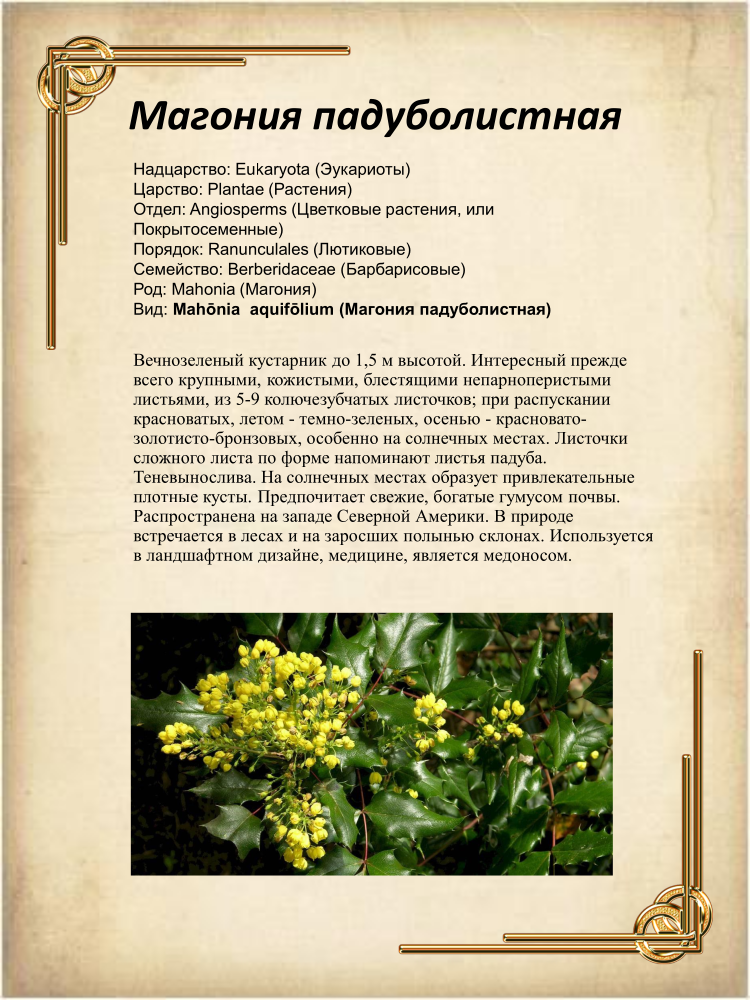 Магония падуболистная
Надцарство: Eukaryota (Эукариоты)
Царство: Plantae (Растения)
Отдел: Angiosperms (Цветковые растения, или
Покрытосеменные)
Порядок: Ranunculales (Лютиковые)
Семейство: Berberidaceae (Барбарисовые)
Род: Mahonia (Магония)
Вид: Mahōnia  aquifōlium (Магония падуболистная)
Вечнозеленый кустарник до 1,5 м высотой. Интересный прежде
всего крупными, кожистыми, блестящими непарноперистыми
листьями, из 5-9 колючезубчатых листочков; при распускании
красноватых, летом - темно-зеленых, осенью - красновато-
золотисто-бронзовых, особенно на солнечных местах. Листочки
сложного листа по форме напоминают листья падуба.
Теневынослива. На солнечных местах образует привлекательные
плотные кусты. Предпочитает свежие, богатые гумусом почвы.
Распространена на западе Северной Америки. В природе
встречается в лесах и на заросших полынью склонах. Используется
в ландшафтном дизайне, медицине, является медоносом.